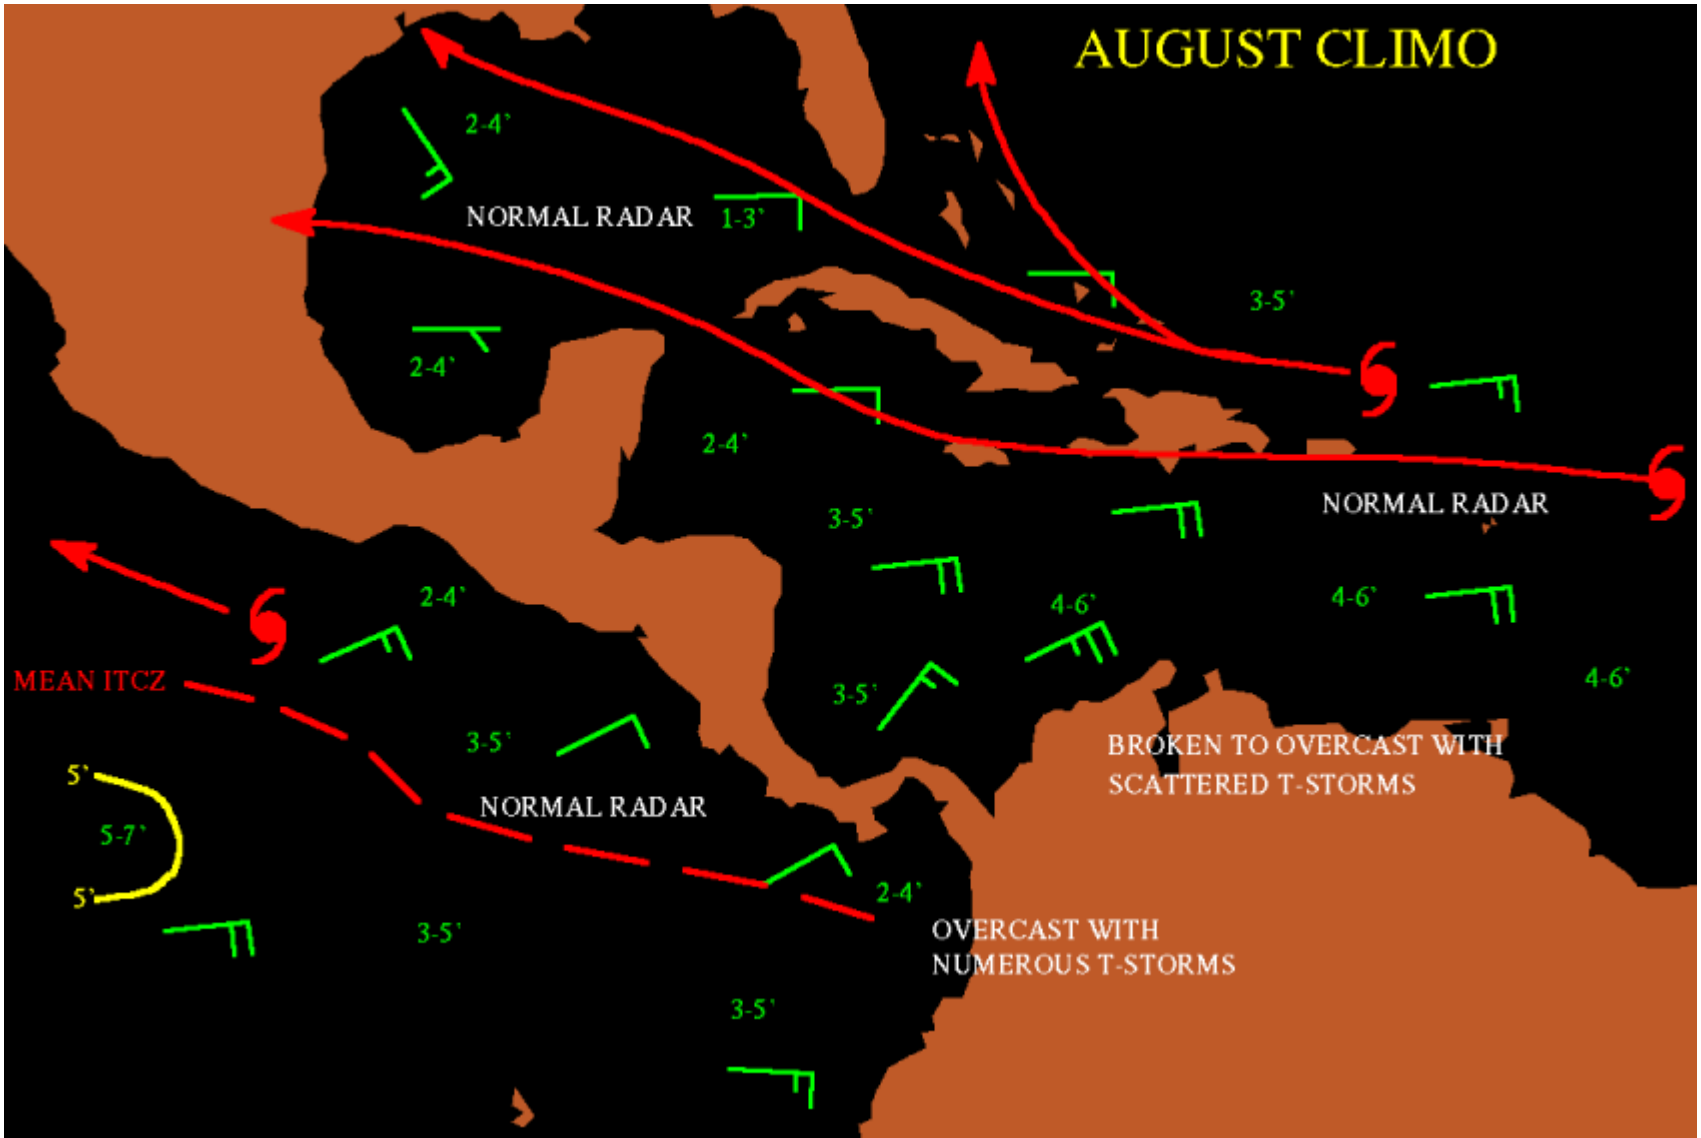 AUGUST CLIMO
2-4'
NORMAL RADAR
1-3'
3-5'
2-4'
2-4'
NORMAL RADAR
3-5'
2-4'
4-6'
4-6'
MEAN ITCZ
3-5'
4-6'
3-5'
BROKEN TO OVERCAST WITH
SCATTERED T-STORMS
5'
NORMAL RADAR
5-7'
5'
2-4'
3-5'
OVERCAST WITH
NUMEROUS T-STORMS
3-5'